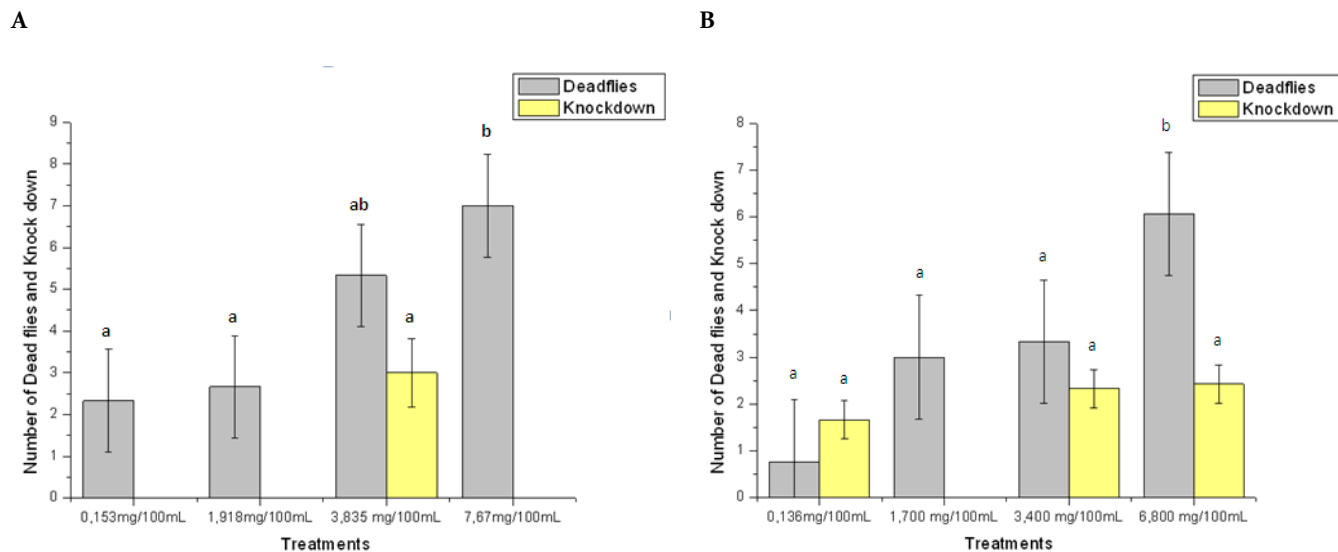 A
B
Deadflies
Knockdown
Number of Dead flies and Knock down
9
8
7
6
5
4
3
2
1
0
a
a
ab
a
b
0,153mg/100mL
1,918mg/100mL
3,835 mg/100mL
7,67mg/100mL
Treatments
Deadflies
Knockdown
Number of Dead flies and Knock down
8
7
6
5
4
3
2
1
0
a
a
a
a
a
b
a
0,136mg/100mL
1,700 mg/100mL
3,400 mg/100mL
6,800 mg/100mL
Treatments